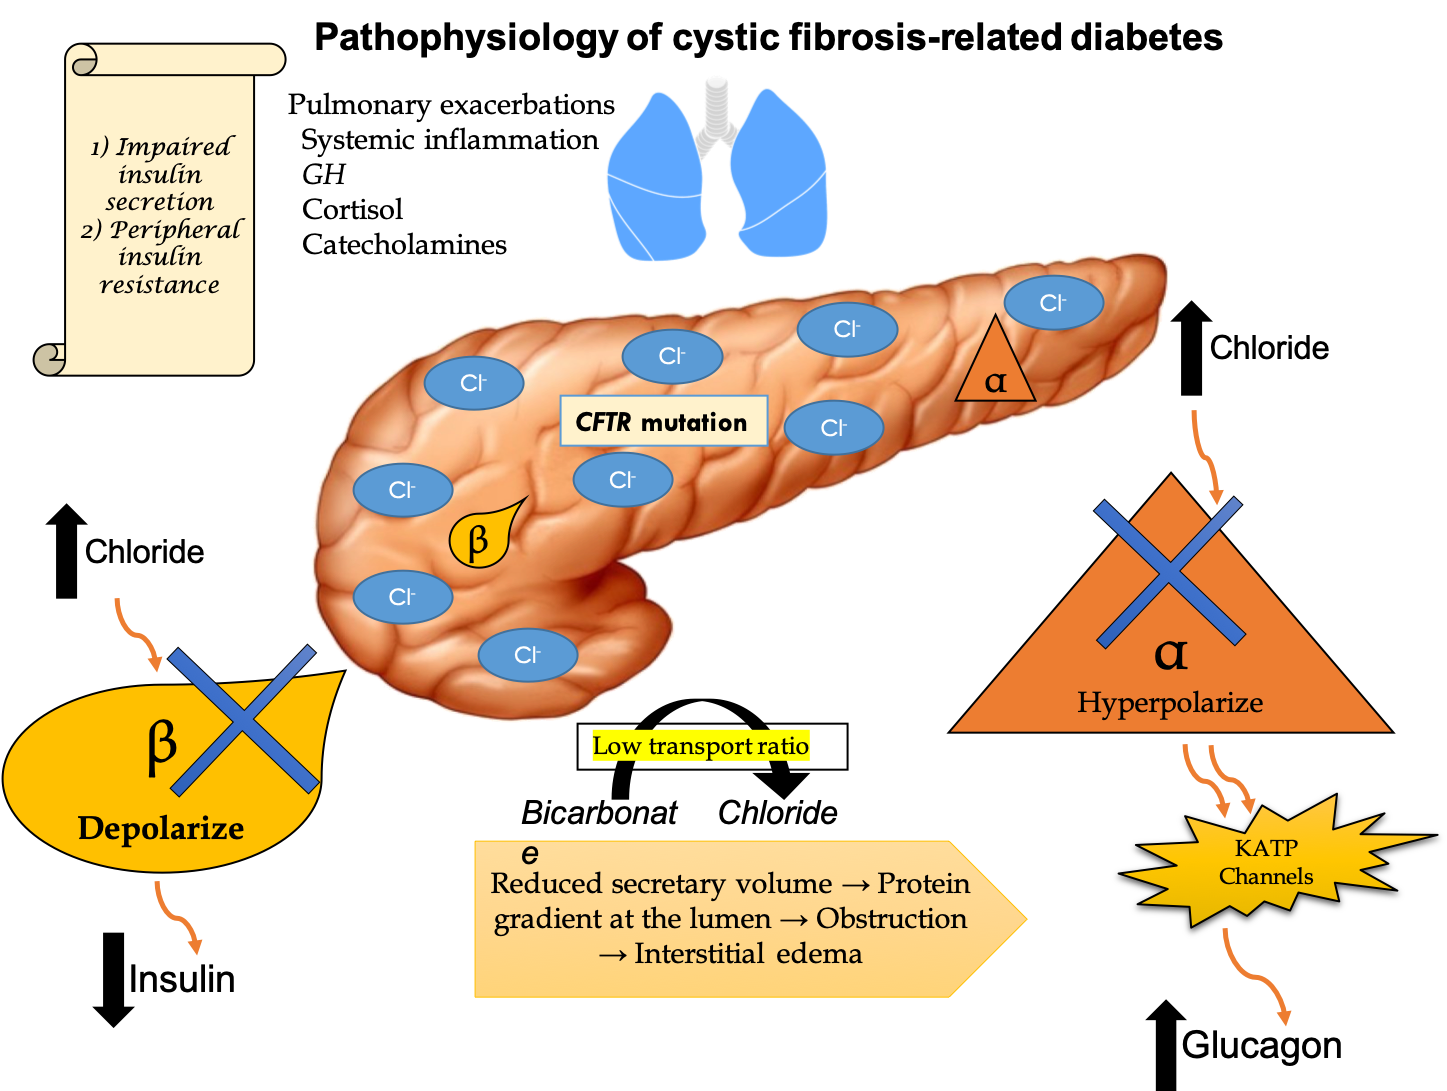 Pathophysiology of cystic fibrosis-related diabetes
1) Impaired
insulin
secretion
2) Peripheral
insulin
resistance
Pulmonary exacerbations
Systemic inflammation
GH
Cortisol
Catecholamines
Cl-
Cl-
Cl-
Cl-
Cl-
Cl-
Cl-
Cl-
Cl-
CFTR mutation
α
β
Chloride
β
Depolarize
Insulin
Chloride
α
Hyperpolarize
KATP
Channels
Glucagon
Low transport ratio
Bicarbonat
e
Chloride
Reduced secretary volume → Protein
gradient at the lumen → Obstruction
→ Interstitial edema